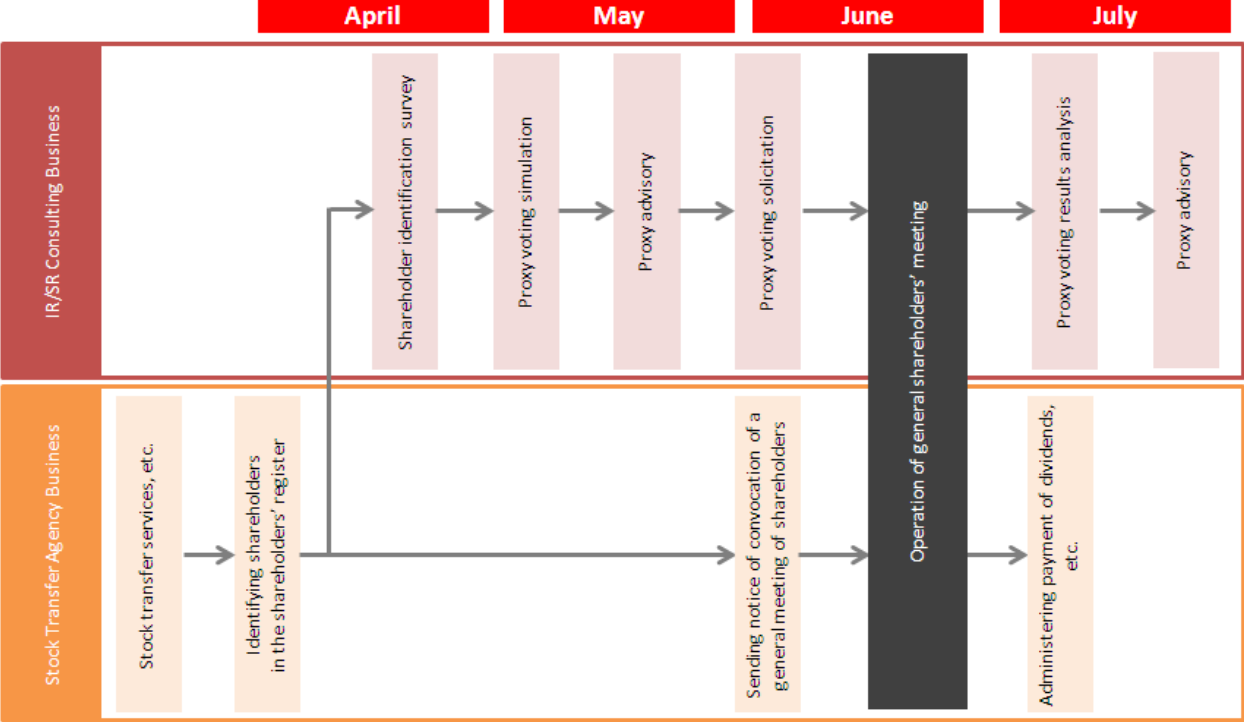 April
May
June
July
IR/SR Consulting Business
Shareholder identification survey
Proxy voting simulation
Proxy advisory
Proxy voting solicitation
Operation of general shareholders’ meeting
Proxy voting results analysis
Proxy advisory
Stock Transfer Agency Business
Stock transfer services, etc.
Identifying shareholders
in the shareholders’ register
Sending notice of convocation of a
general meeting of shareholders
Administering payment of dividends,
etc.